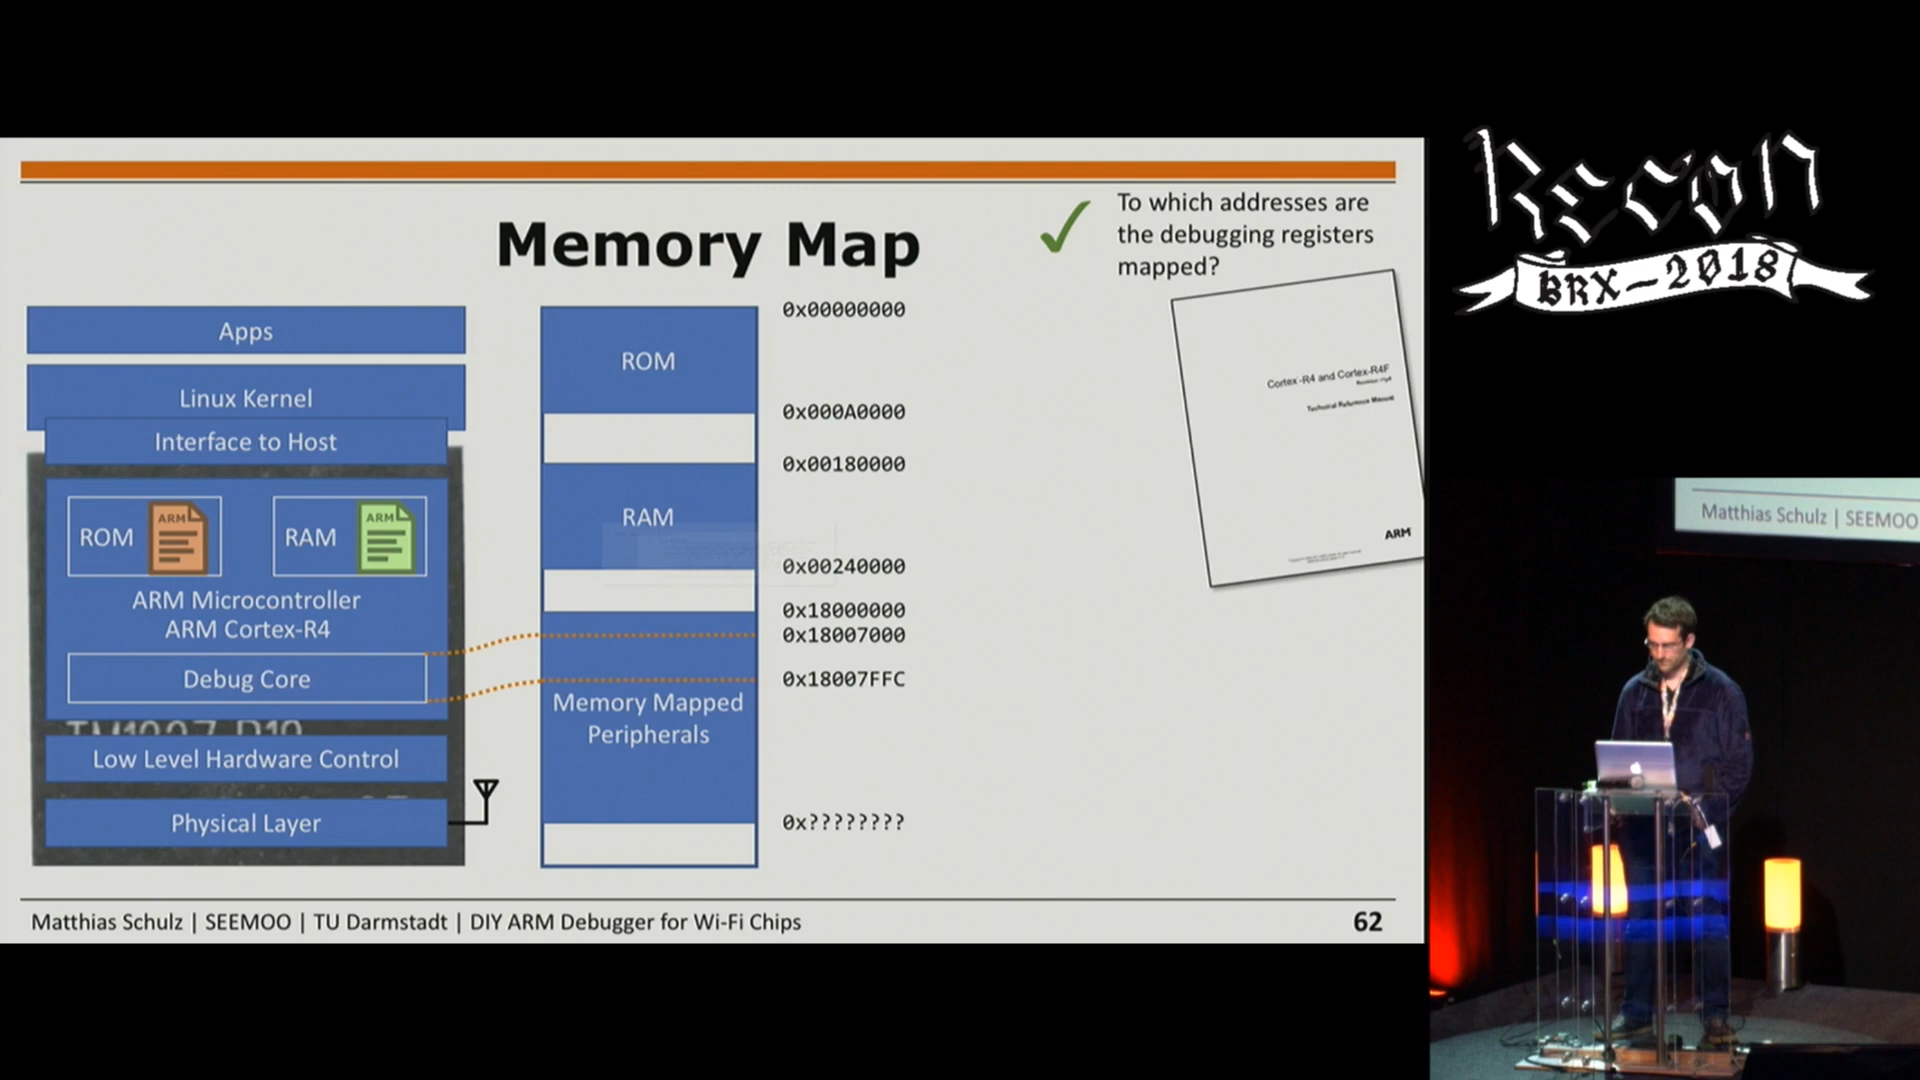 Memory Map
To which addresses are
the debugging registers
mapped?
Apps
Linux Kernel
Interface to Host
ROM
ARM
RAM
ARM
ARM Microcontroller
ARM Cortex-R4
Debug Core
Low Level Hardware Control
Physical Layer
ROM
RAM
Memory Mapped
Peripherals
0x00000000
0x000A0000
0x00180000
0x00240000
0x18000000
0x18007000
0x18007FFC
0x????????
Cortex-R4 and Cortex-R4F
Technical Reference Manual
ARM
Matthias Schulz | SEEMOO | TU Darmstadt | DIY ARM Debugger for Wi-Fi Chips
62
Recon
BRX-2018
Matthias Schulz | SEEMOO